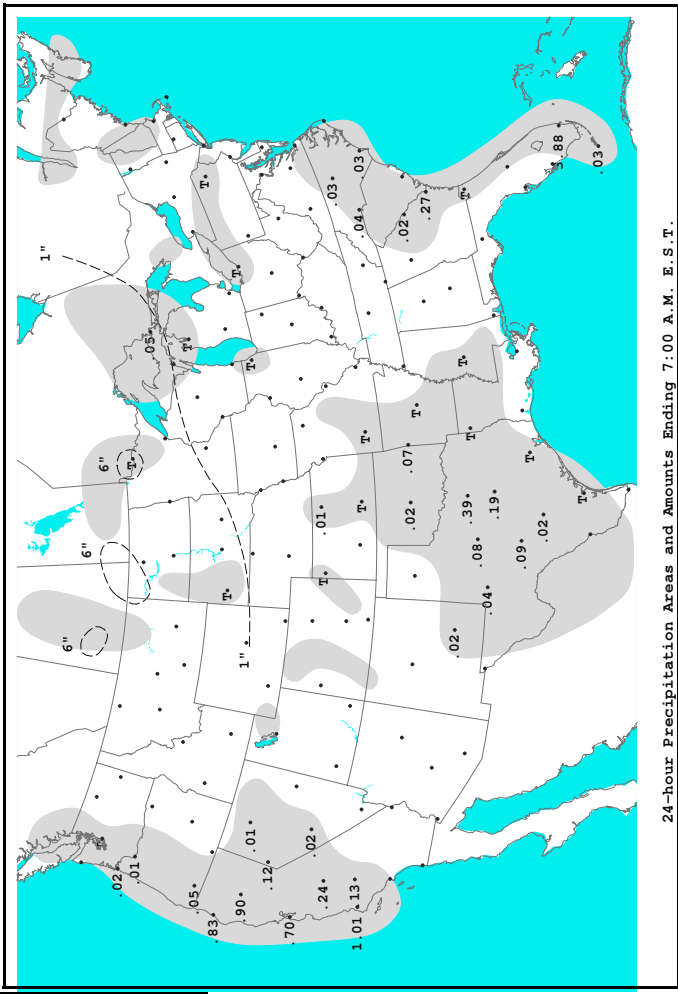 1"
6"
6"
6"
.02
T
.01
.05
T
.05
T
.83
T
T
.90
1"
.01
T
.12
.70
.02
.01
T
.24
.03
.13
1.01
.04
.03
T
T
.02
.07
.02
T
.27
.02
T
T
.39
T
.08
.04
.19
.09
T
.02
T
.03
24-hour Precipitation Areas and Amounts Ending 7:00 A.M. E.S.T.